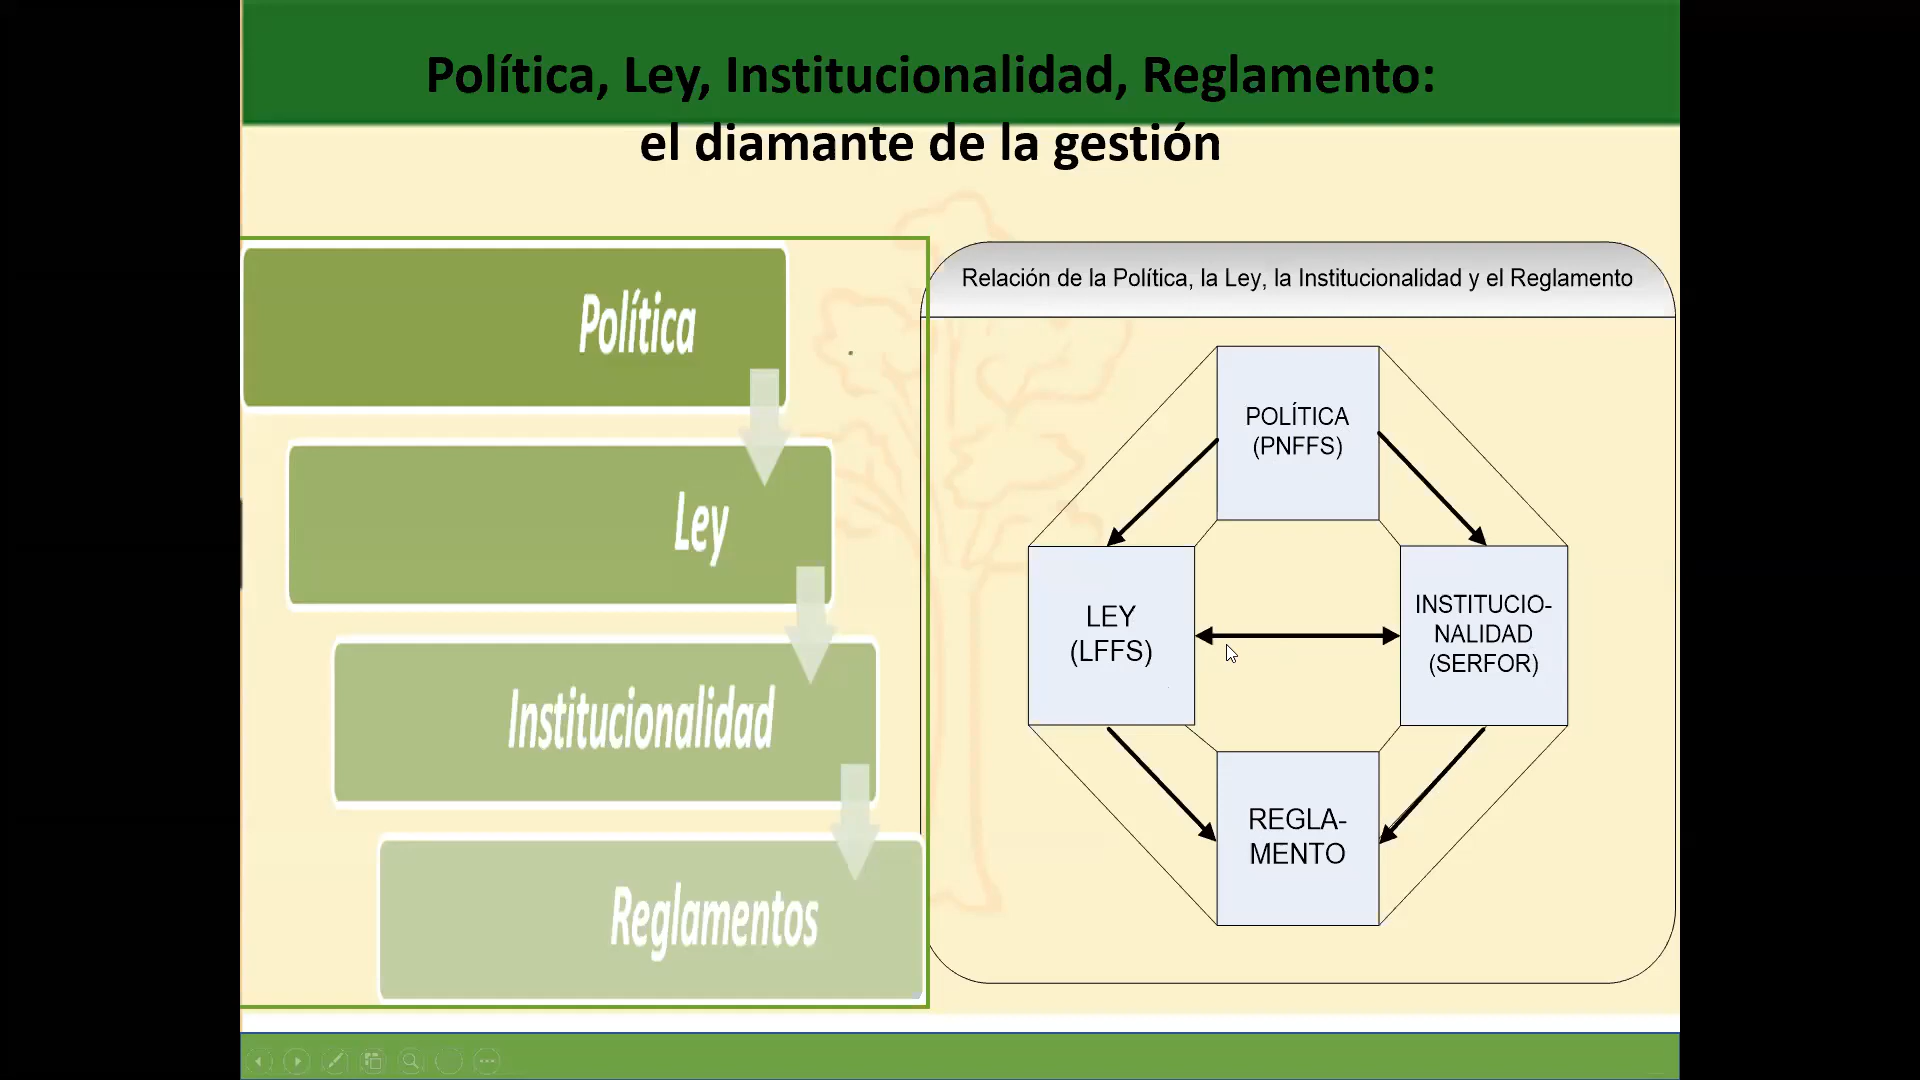 Política, Ley, Institucionalidad, Reglamento:
el diamante de la gestión
Política
Ley
Institucionalidad
Reglamentos
Relación de la Política, la Ley, la Institucionalidad y el Reglamento
POLÍTICA
(PNFFS)
LEY
(LFFS)
INSTITUCIO-
NALIDAD
(SERFOR)
REGLA-
MENTO